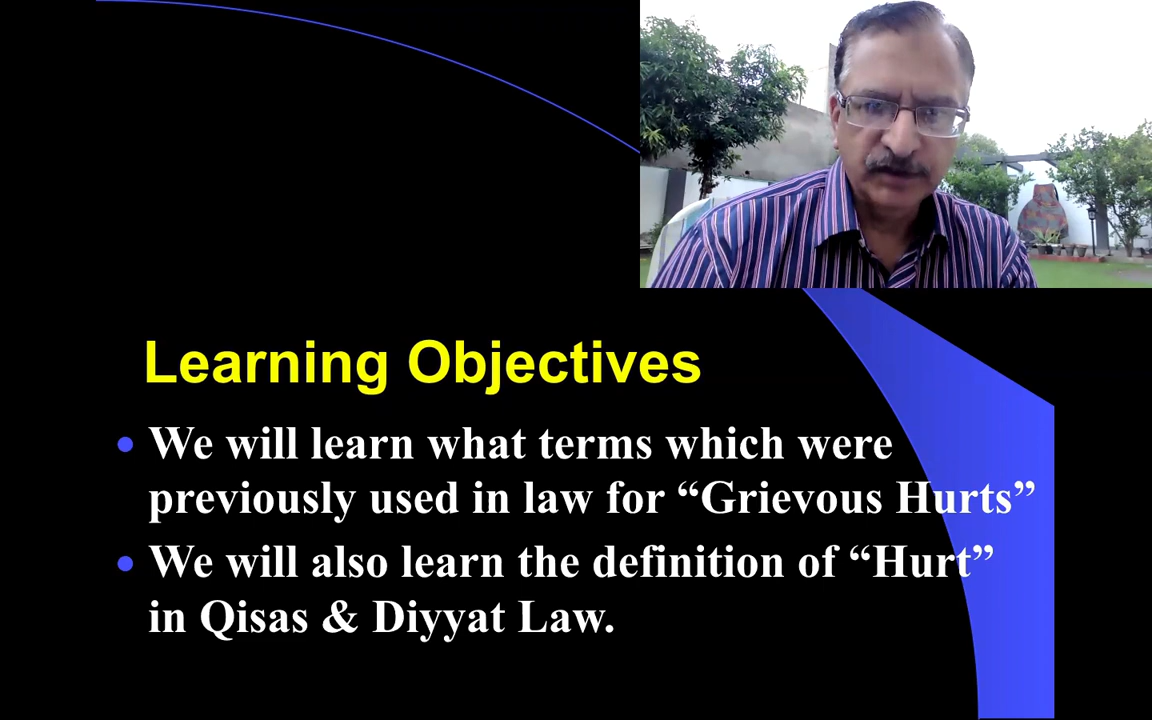 Learning Objectives
We will learn what terms which were
previously used in law for “Grievous Hurts”
We will also learn the definition of “Hurt”
in Qisas & Diyyat Law.